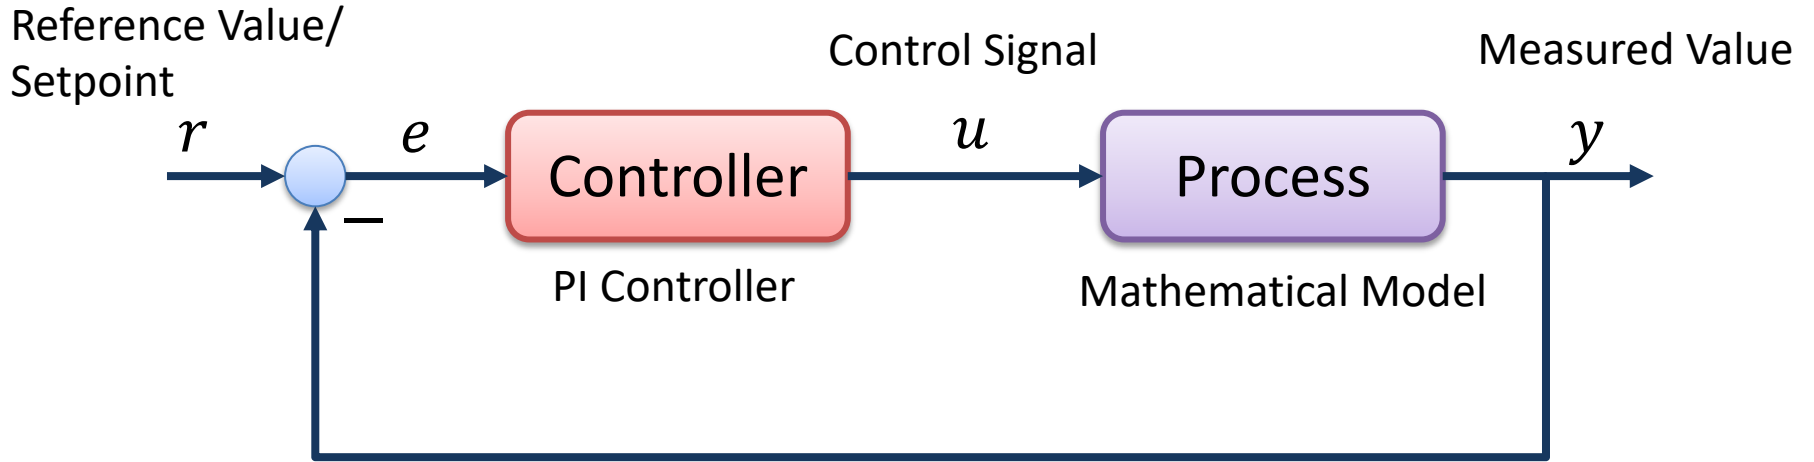 Reference Value/
Setpoint
Control Signal
Measured Value
r
e
u
y
−
Controller
Process
PI Controller
Mathematical Model